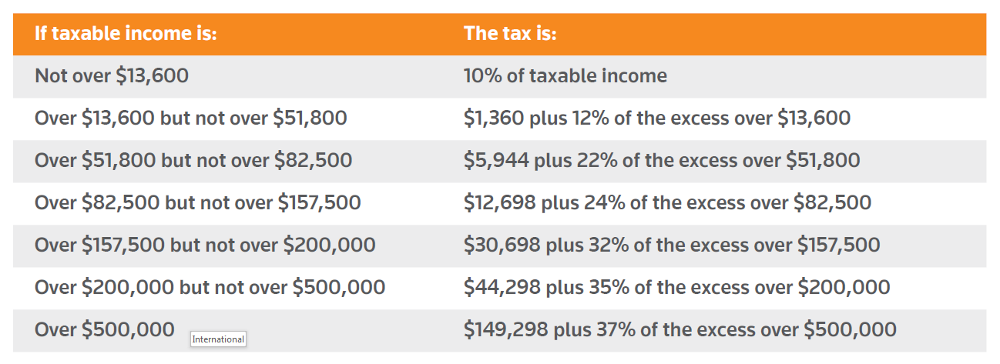 If taxable income is: The tax is:
Not over $13,600 10% of taxable income
Over $13,600 but not over $51,800 $1,360 plus 12% of the excess over $13,600
Over $51,800 but not over $82,500 $5,944 plus 22% of the excess over $51,800
Over $82,500 but not over $157,500 $12,698 plus 24% of the excess over $82,500
Over $157,500 but not over $200,000 $30,698 plus 32% of the excess over $157,500
Over $200,000 but not over $500,000 $44,298 plus 35% of the excess over $200,000
Over $500,000 $149,298 plus 37% of the excess over $500,000
International